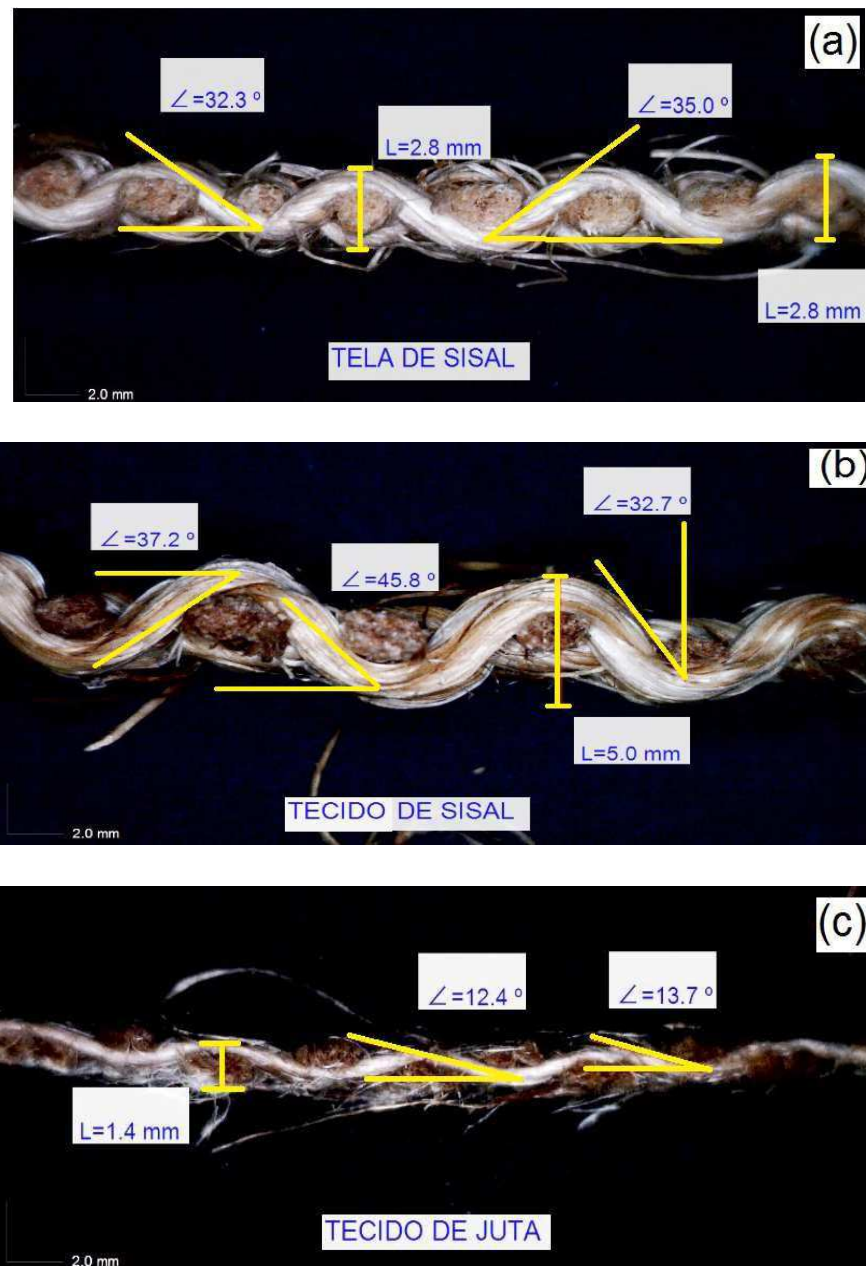 (a)
∠=32.3 º
∠=35.0 º
L=2.8 mm
L=2.8 mm
TELA DE SISAL
2.0 mm
(b)
∠=37.2 º
∠=32.7 º
∠=45.8 º
L=5.0 mm
TECIDO DE SISAL
2.0 mm
(c)
∠=12.4 º
∠=13.7 º
L=1.4 mm
TECIDO DE JUTA
2.0 mm